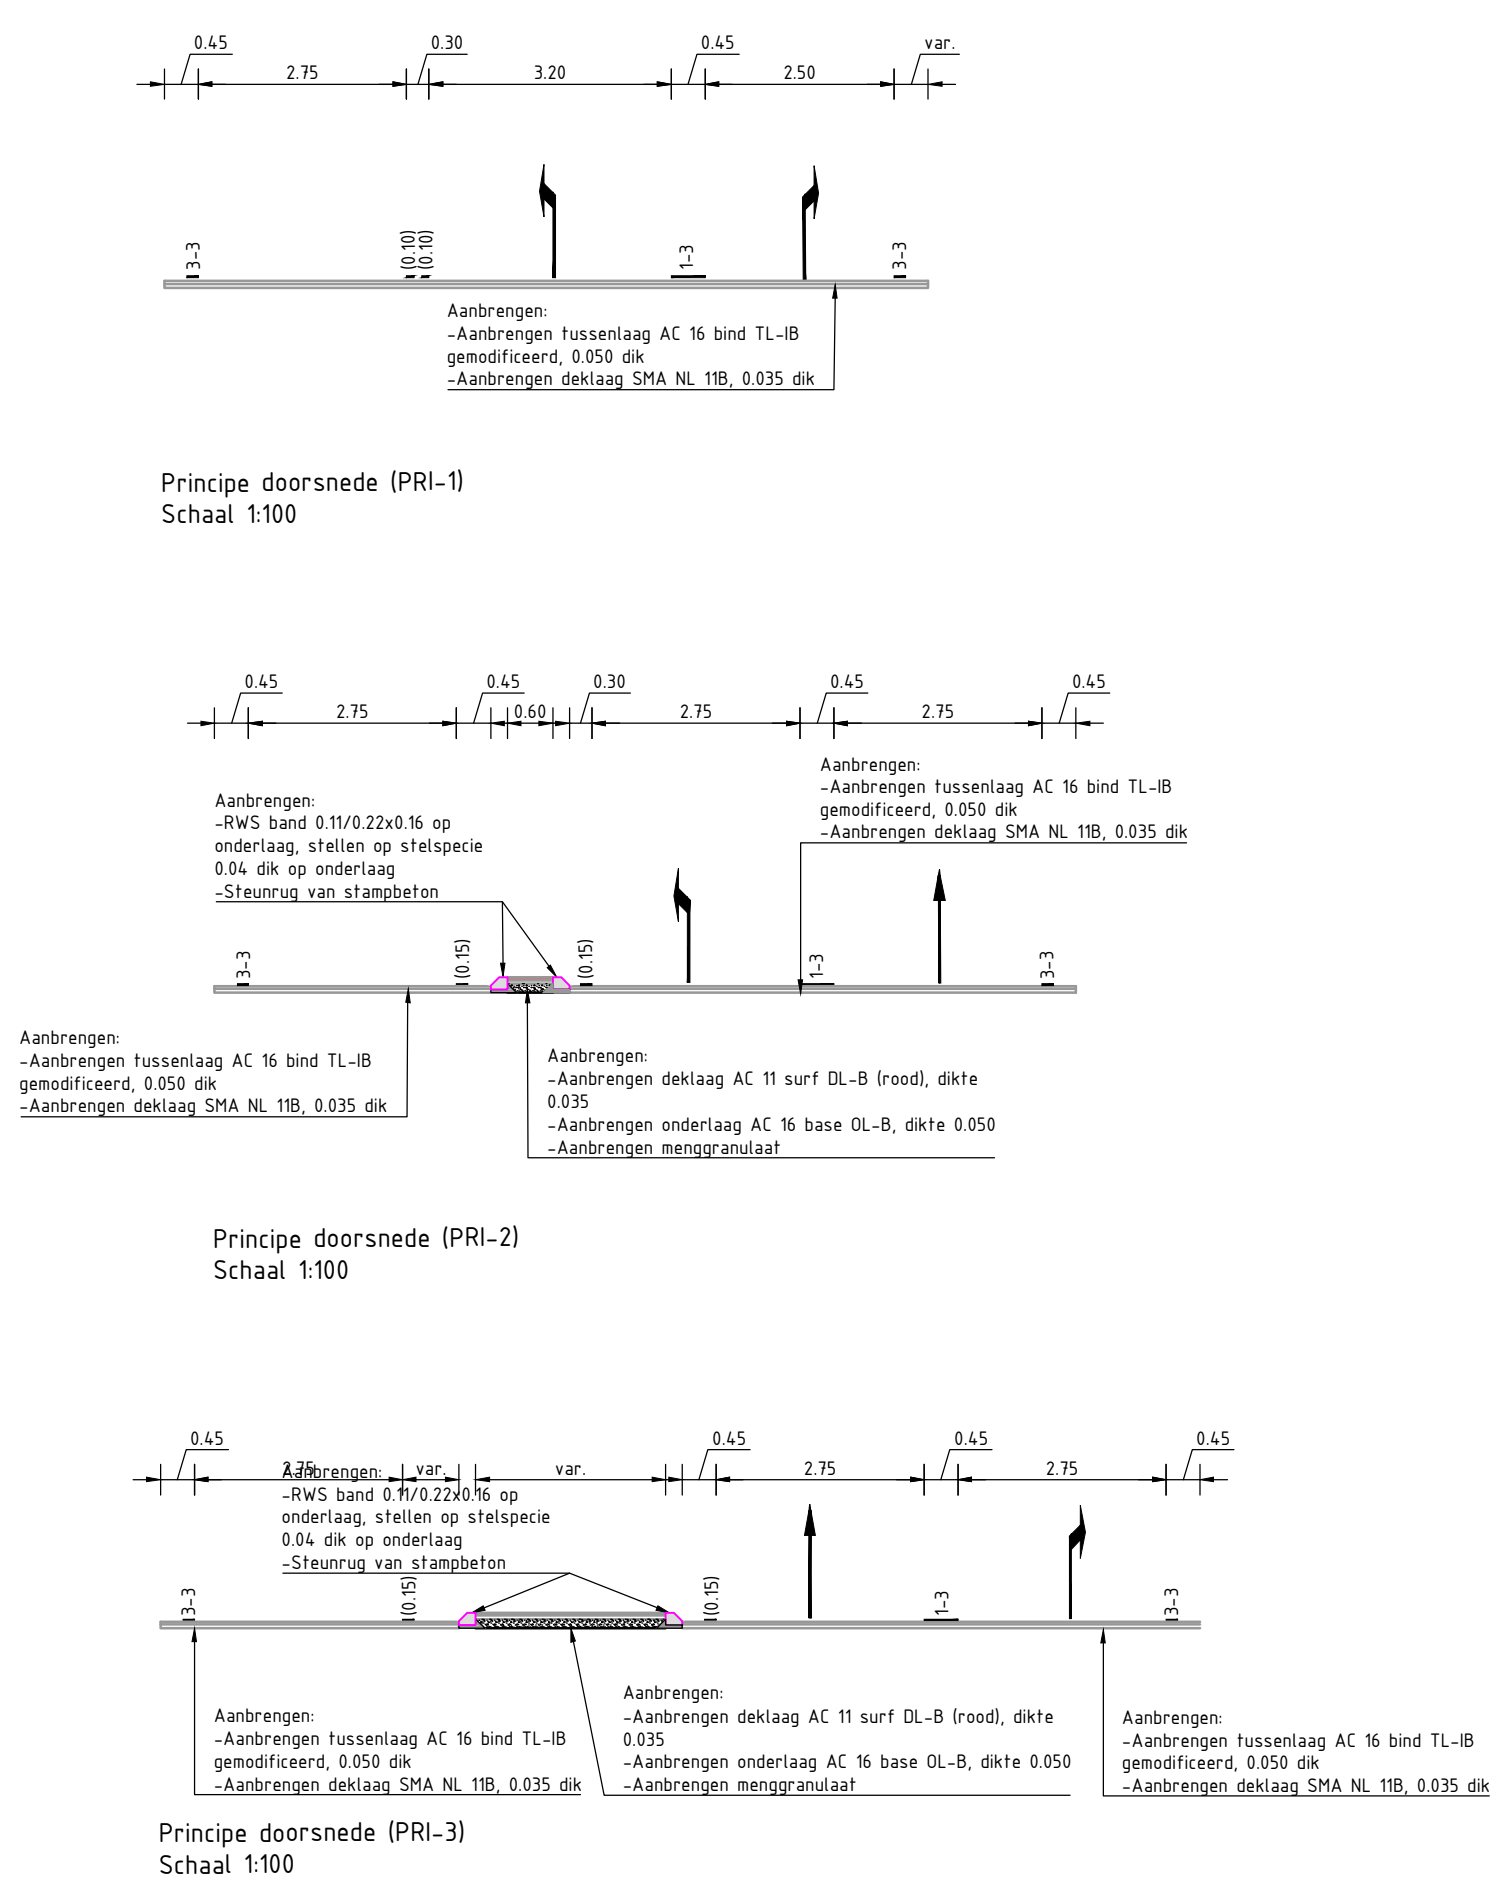 0.45
0.30
0.45
var.
2.75
3.20
2.50
3-3
(0.10)
(0.10)
1-3
3-3
Aanbrengen:
-Aanbrengen tussenlaag AC 16 bind TL-IB
gemodificeerd, 0.050 dik
-Aanbrengen deklaag SMA NL 11B, 0.035 dik
Principe doorsnede (PRI-1)
Schaal 1:100
0.45
0.45
0.30
0.45
0.45
2.75
0.60
2.75
2.75
Aanbrengen:
-Aanbrengen tussenlaag AC 16 bind TL-IB
gemodificeerd, 0.050 dik
-Aanbrengen deklaag SMA NL 11B, 0.035 dik
Aanbrengen:
-RWS band 0.11/0.22x0.16 op
onderlaag, stellen op stelspecie
0.04 dik op onderlaag
-Steunrug van stampbeton
3-3
(0.15)
(0.15)
1-3
3-3
Aanbrengen:
-Aanbrengen tussenlaag AC 16 bind TL-IB
gemodificeerd, 0.050 dik
-Aanbrengen deklaag SMA NL 11B, 0.035 dik
Aanbrengen:
-Aanbrengen deklaag AC 11 surf DL-B (rood), dikte
0.035
-Aanbrengen onderlaag AC 16 base OL-B, dikte 0.050
-Aanbrengen menggranulaat
Principe doorsnede (PRI-2)
Schaal 1:100
0.45
0.45
0.45
0.45
2.75
var.
var.
2.75
2.75
Aanbrengen:
-RWS band 0.11/0.22x0.16 op
onderlaag, stellen op stelspecie
0.04 dik op onderlaag
-Steunrug van stampbeton
3-3
(0.15)
(0.15)
1-3
3-3
Aanbrengen:
-Aanbrengen tussenlaag AC 16 bind TL-IB
gemodificeerd, 0.050 dik
-Aanbrengen deklaag SMA NL 11B, 0.035 dik
Aanbrengen:
-Aanbrengen deklaag AC 11 surf DL-B (rood), dikte
0.035
-Aanbrengen onderlaag AC 16 base OL-B, dikte 0.050
-Aanbrengen menggranulaat
Aanbrengen:
-Aanbrengen tussenlaag AC 16 bind TL-IB
gemodificeerd, 0.050 dik
-Aanbrengen deklaag SMA NL 11B, 0.035 dik
Principe doorsnede (PRI-3)
Schaal 1:100